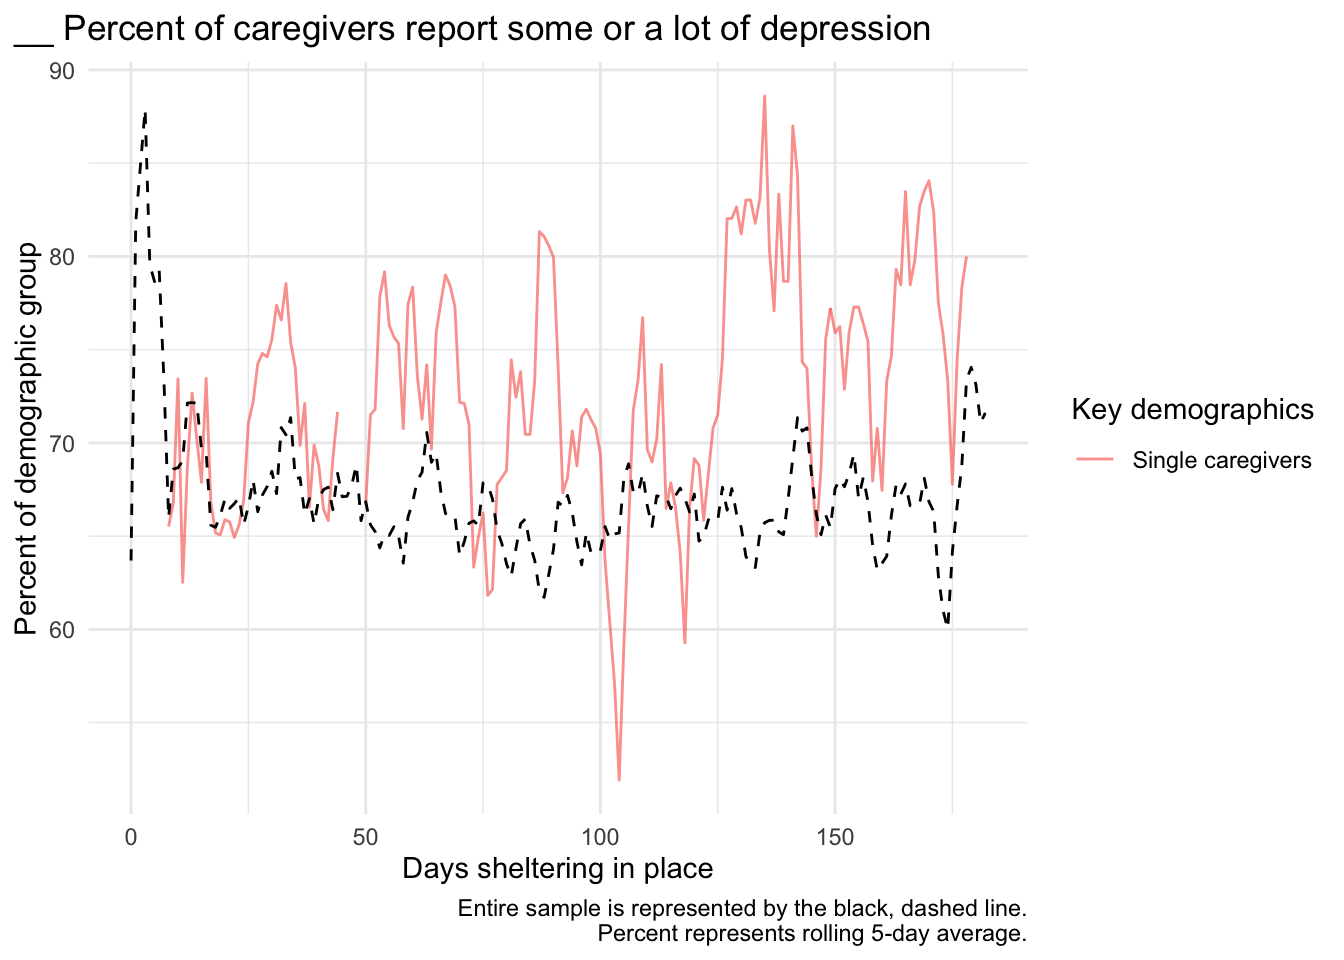 __ Percent of caregivers report some or a lot of depression
Percent of demographic group
90
80
70
60
0
50
100
150
Days sheltering in place
Key demographics
Single caregivers
Entire sample is represented by the black, dashed line.
Percent represents rolling 5-day average.